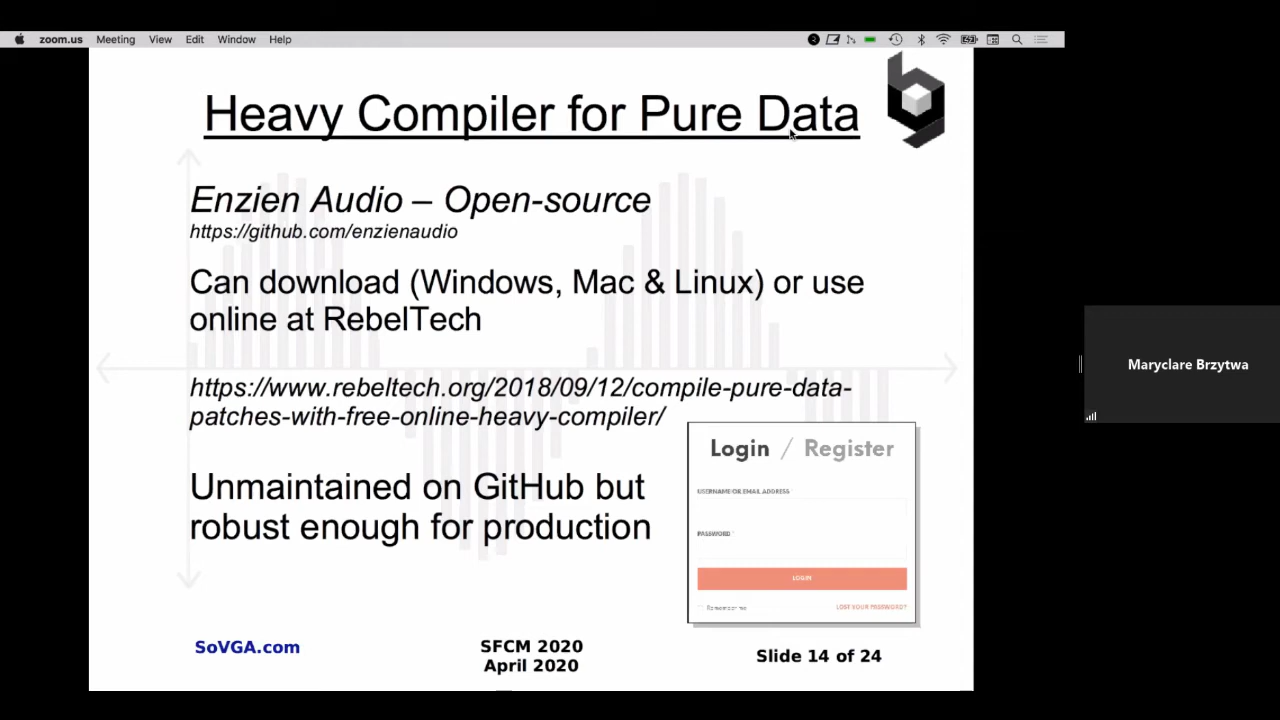 zoom.us Meeting View Edit Window Help
Heavy Compiler for Pure Data
Enzien Audio – Open-source
https://github.com/enzienaudio
Can download (Windows, Mac & Linux) or use
online at RebelTech
https://www.rebeltech.org/2018/09/12/compile-pure-data-
patches-with-free-online-heavy-compiler/
Unmaintained on GitHub but
robust enough for production
Login / Register
USERNAME OR EMAIL ADDRESS
PASSWORD *
LOGIN
Remember me LOST YOUR PASSWORD?
SoVGA.com
SFCM 2020
April 2020
Slide 14 of 24
Maryclare Brzytwa